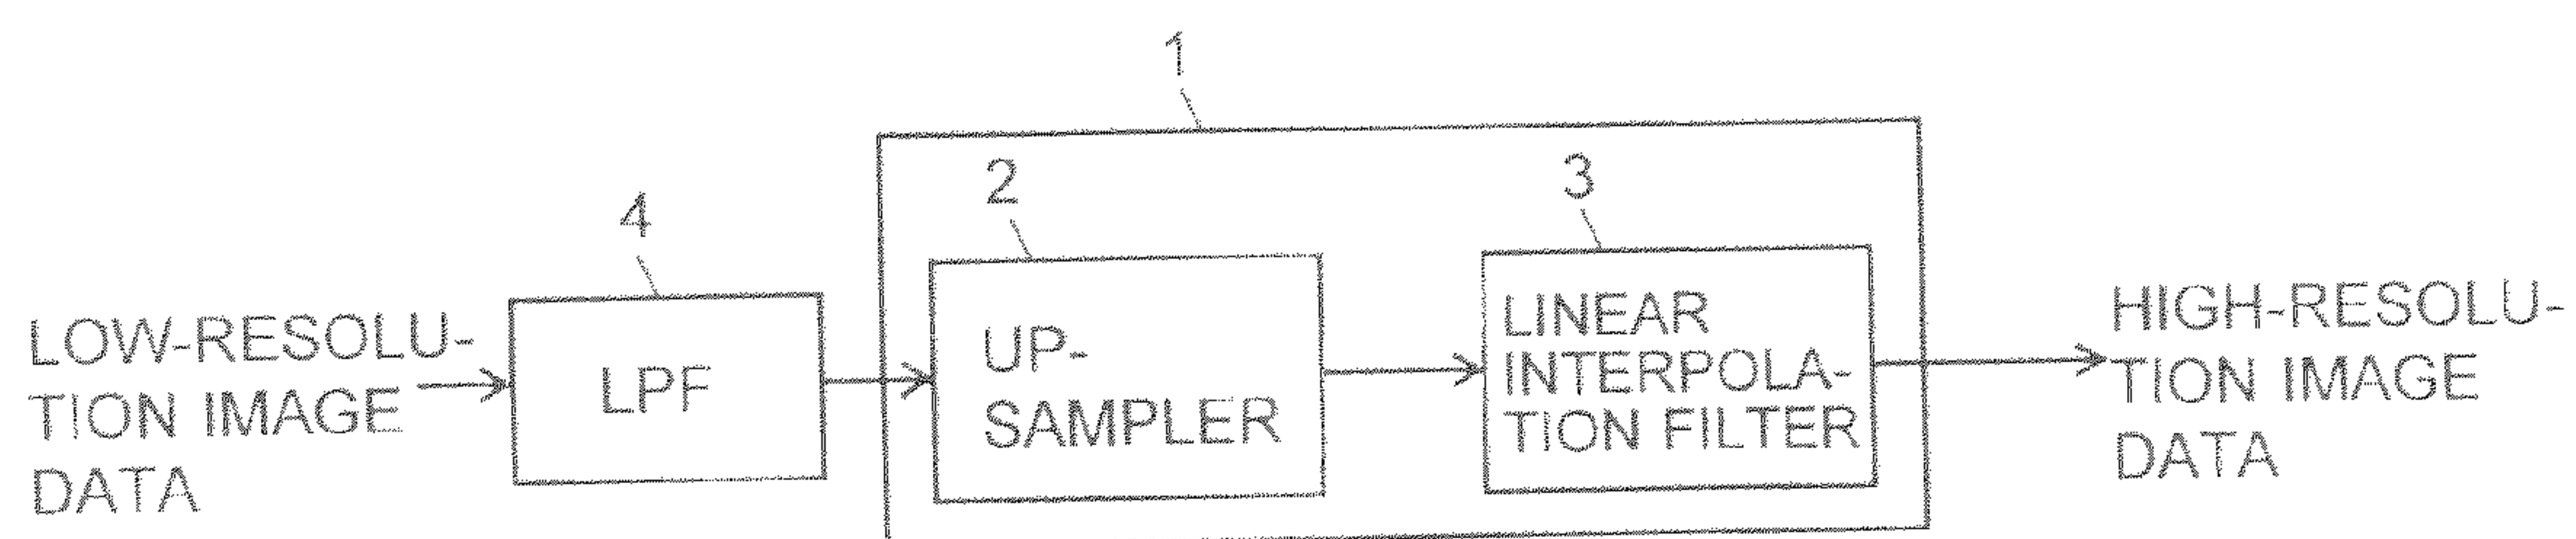 1
2
3
4
LOW-RESOLU-
TION IMAGE
DATA
LPF
UP-
SAMPLER
LINEAR
INTERPOLA-
TION FILTER
HIGH-RESOLU-
TION IMAGE
DATA